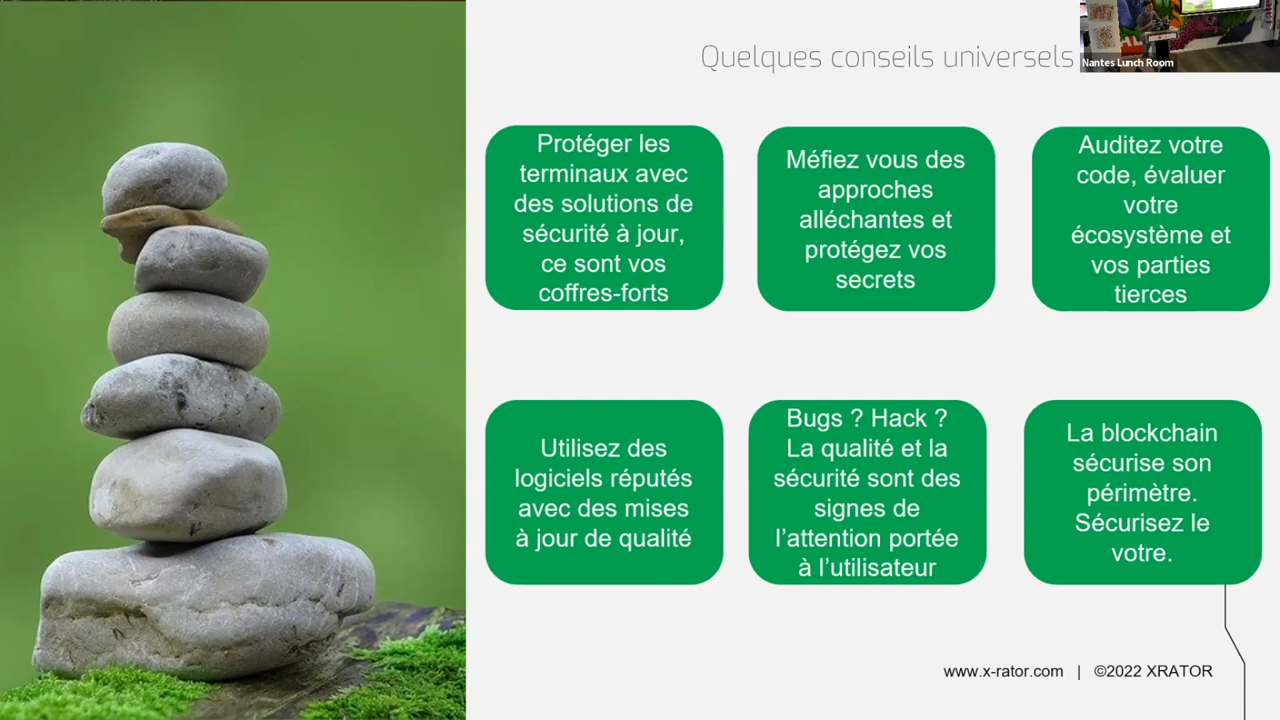 Quelques conseils universels
Nantes Lunch Room
Protéger les
terminaux avec
des solutions de
sécurité à jour,
ce sont vos
coffres-forts
Méfiez vous des
approches
alléchantes et
protégez vos
secrets
Auditez votre
code, évaluer
votre
écosystème et
vos parties
tierces
Utilisez des
logiciels réputés
avec des mises
à jour de qualité
Bugs ? Hack ?
La qualité et la
sécurité sont des
signes de
l’attention portée
à l’utilisateur
La blockchain
sécurise son
périmètre.
Sécurisez le
votre.
www.x-rator.com | ©2022 XRATOR